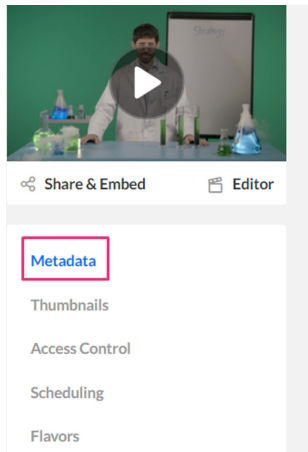 Share & Embed
Editor
Metadata
Thumbnails
Access Control
Scheduling
Flavors